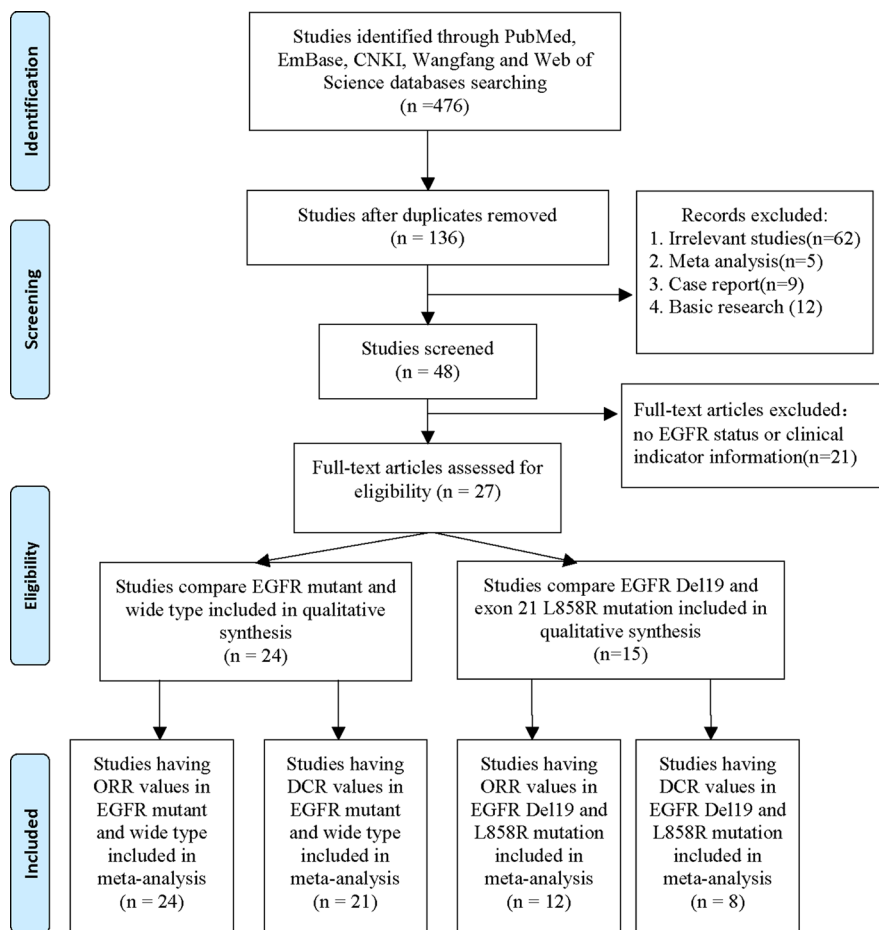 Identification
Studies identified through PubMed,
EmBase, CNKI, Wangfang and Web of
Science databases searching
(n =476)
Screening
Studies after duplicates removed
(n = 136)
Records excluded:
1. Irrelevant studies(n=62)
2. Meta analysis(n=5)
3. Case report(n=9)
4. Basic research (12)
Studies screened
(n = 48)
Full-text articles excluded：
no EGFR status or clinical
indicator information(n=21)
Eligibility
Full-text articles assessed for
eligibility (n = 27)
Studies compare EGFR mutant and
wide type included in qualitative
synthesis
(n = 24)
Studies compare EGFR Del19 and
exon 21 L858R mutation included in
qualitative synthesis
(n=15)
Included
Studies having
ORR values in
EGFR mutant
and wide type
included in
meta-analysis
(n = 24)
Studies having
DCR values in
EGFR mutant
and wide type
included in
meta-analysis
(n = 21)
Studies having
ORR values in
EGFR Del19 and
L858R mutation
included in
meta-analysis
(n = 12)
Studies having
DCR values in
EGFR Del19 and
L858R mutation
included in
meta-analysis
(n = 8)